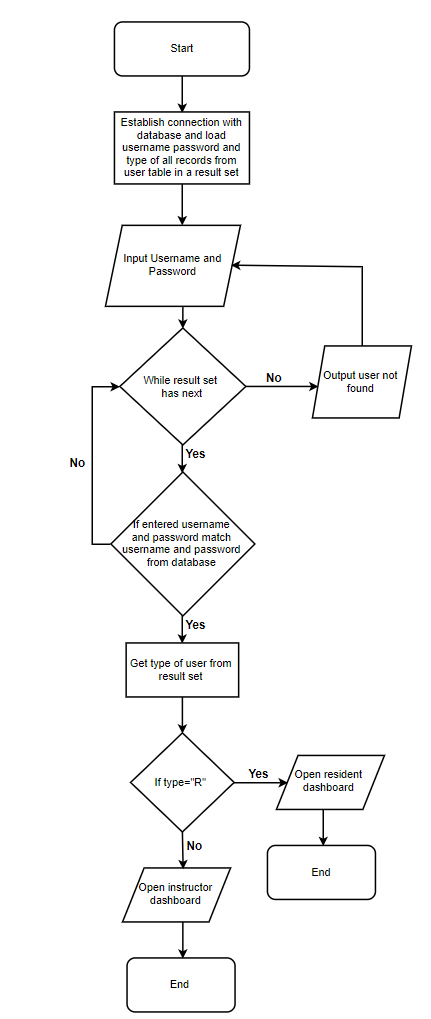 Start
Establish connection with
database and load
username password and
type of all records from
user table in a result set
Input Username and
Password
While result set
has next
No
Output user not
found
Yes
No
If entered username
and password match
username and password
from database
Yes
Get type of user from
result set
If type="R"
Yes
Open resident
dashboard
No
End
Open instructor
dashboard
End